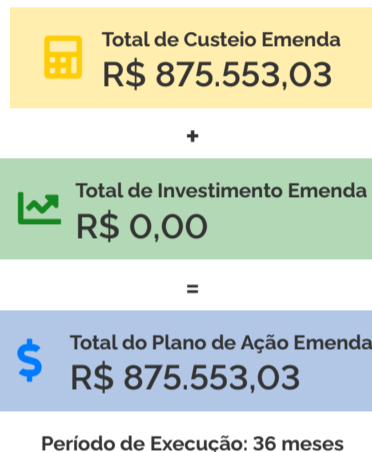 Total de Custeio Emenda
R$ 875.553,03
+
Total de Investimento Emenda
R$ 0,00
=
Total do Plano de Ação Emenda
R$ 875.553,03
Período de Execução: 36 meses